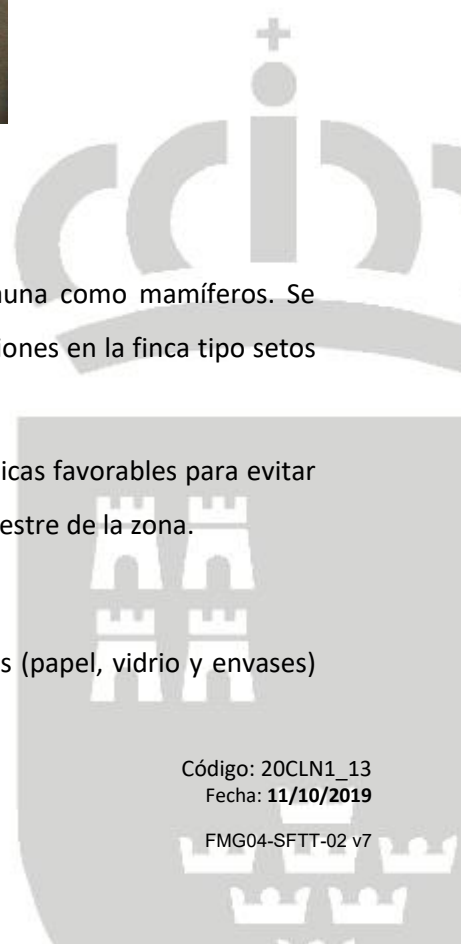 como mamíferos. Se
iones en la finca tipo setos
icas favorables para evitar
estre de la zona.
s (papel, vidrio y envases)
Código: 20CLN1_13
Fecha: 11/10/2019
FMG04-SFTT-02 v7